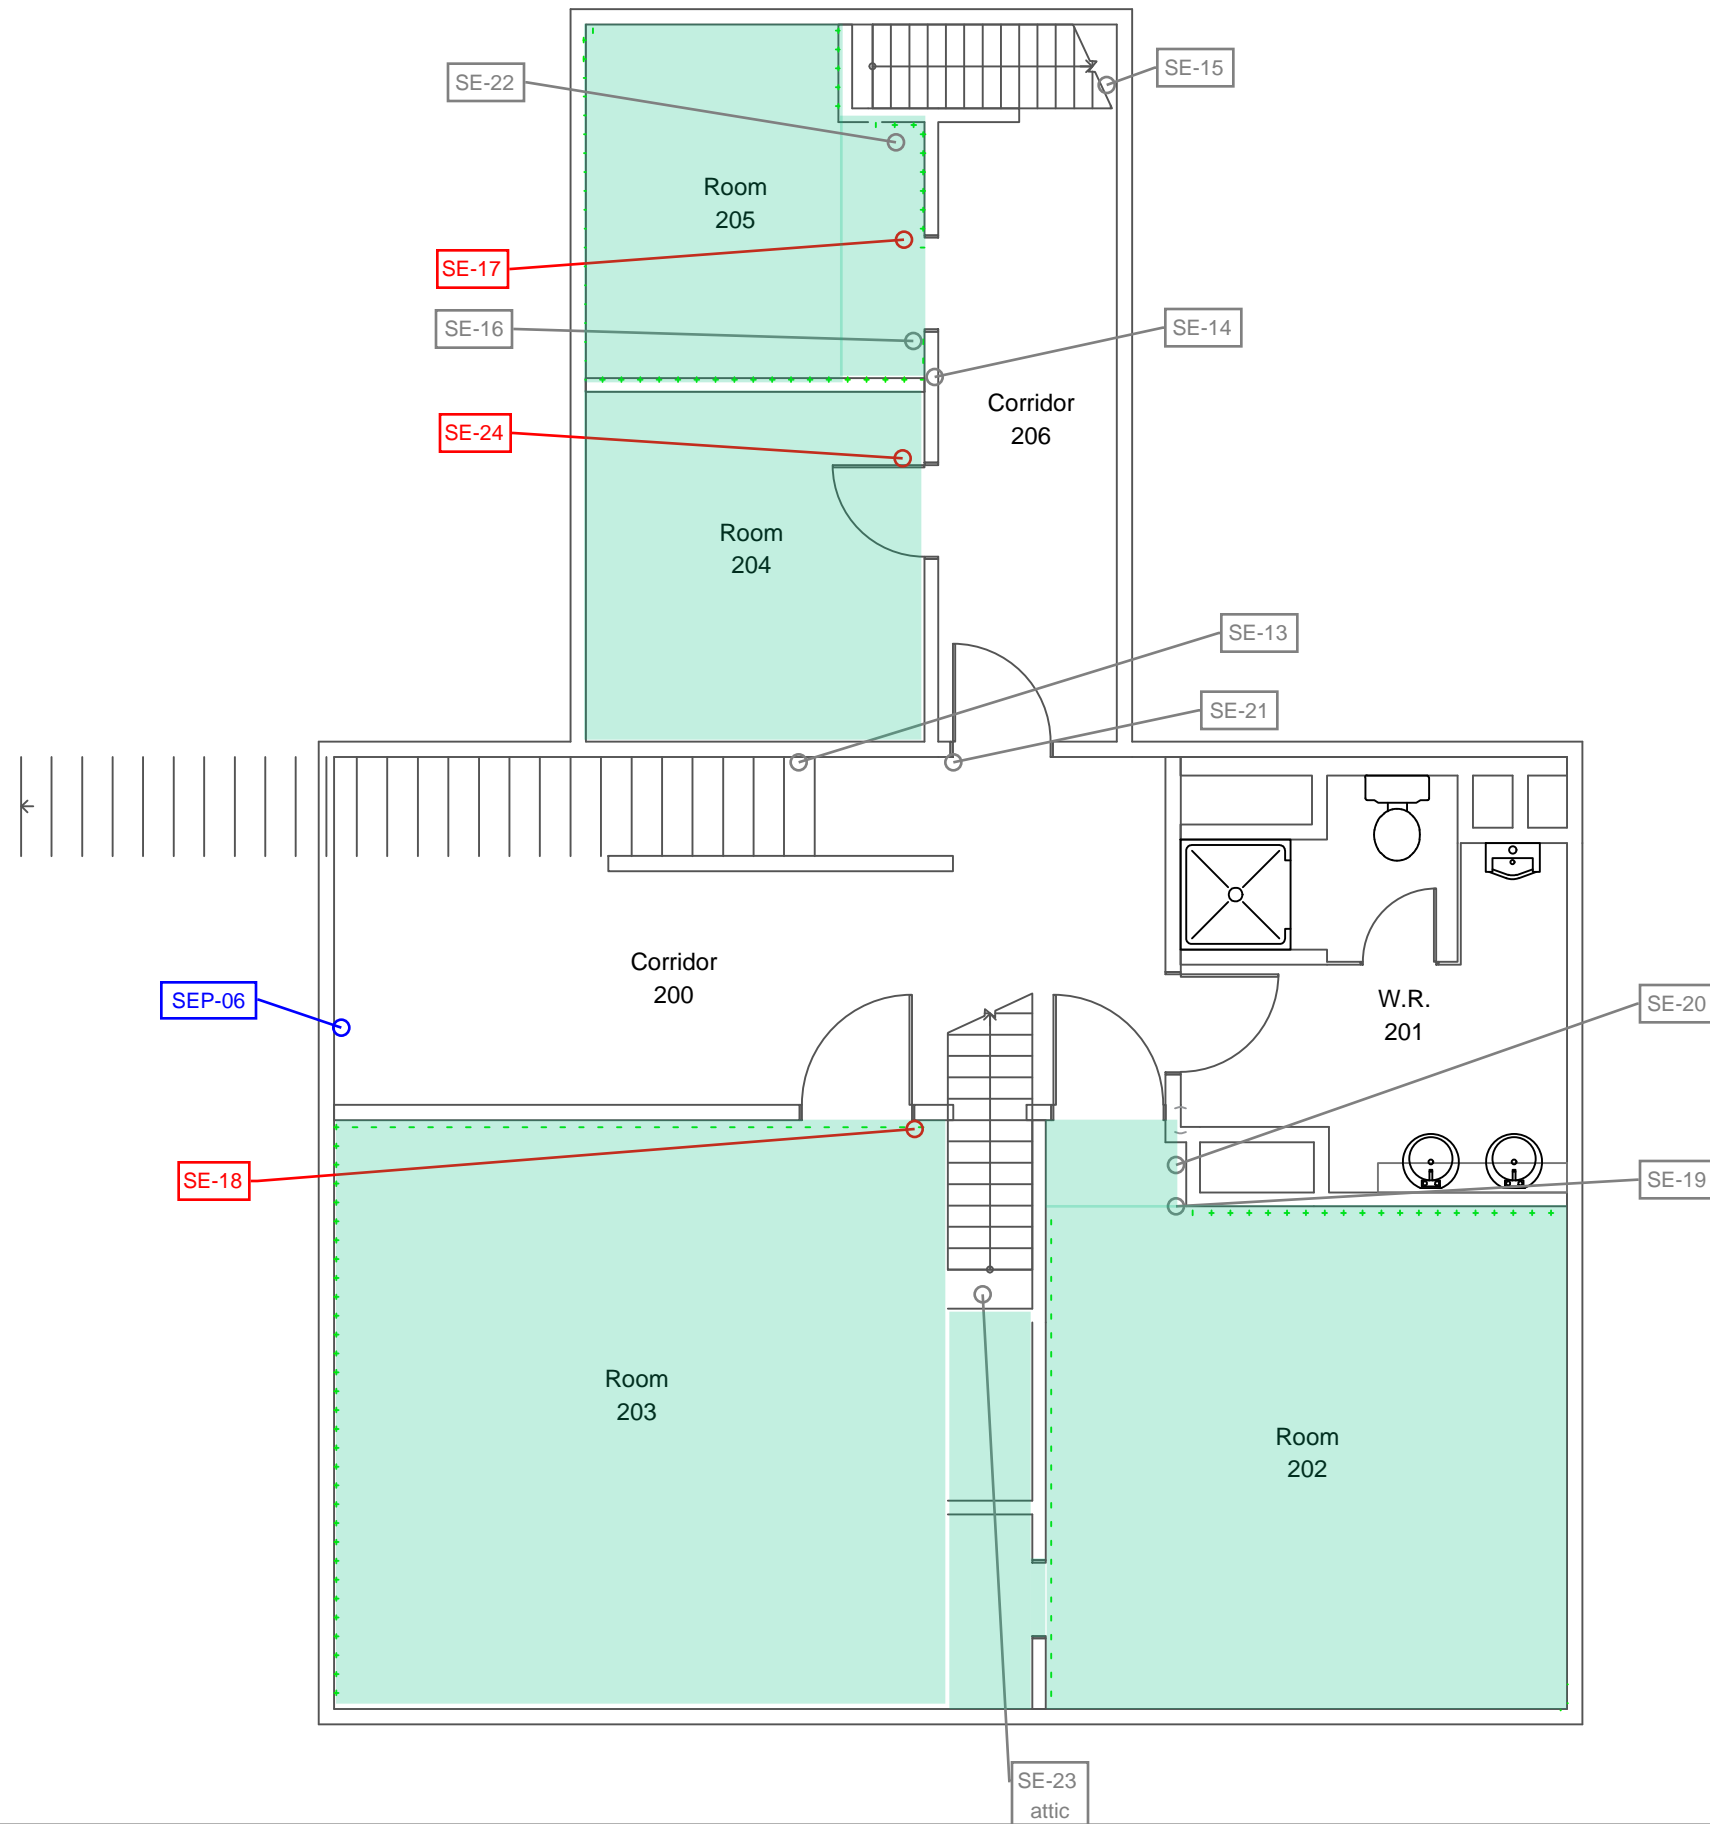 SE-22
SE-15
Room
205
SE-17
SE-16
SE-14
Corridor
206
SE-24
Room
204
SE-13
SE-21
Corridor
200
SEP-06
W.R.
201
SE-20
SE-18
SE-19
Room
203
Room
202
SE-23
attic